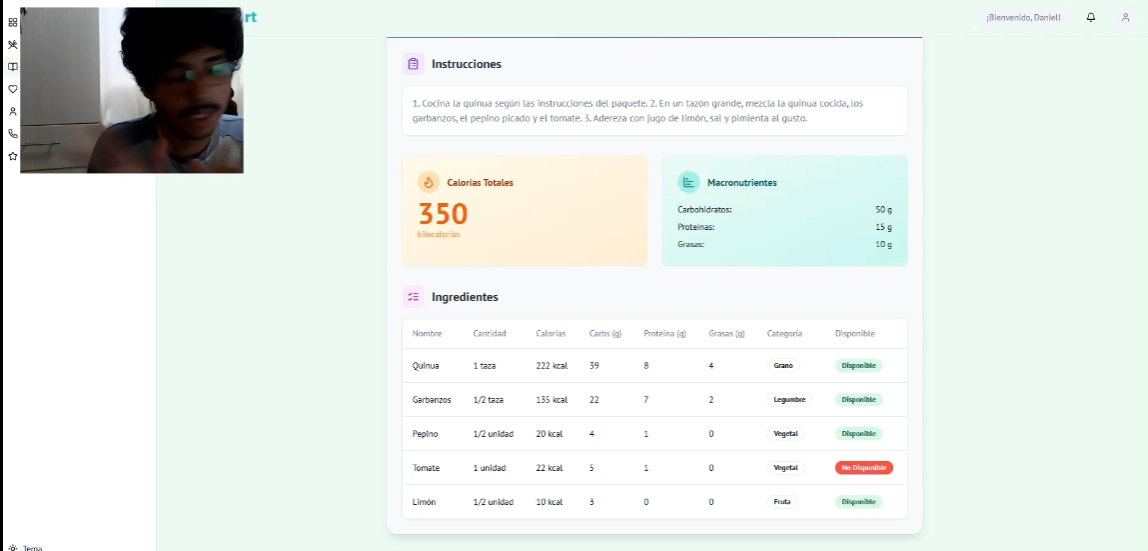 rt
¡Bienvenido, Daniel!
Instrucciones
1. Cocina la quinua según las instrucciones del paquete. 2. En un tazón grande, mezcla la quinua cocida, los
garbanzos, el pepino picado y el tomate. 3. Adereza con jugo de limón, sal y pimienta al gusto.
Calorías Totales
350
kilocalorías
Macronutrientes
Carbohidratos: 50 g
Proteínas: 15 g
Grasas: 10 g
Ingredientes
Nombre Cantidad Calorías Carbs (g) Proteína (g) Grasas (g) Categoría Disponible
Quinua 1 taza 222 kcal 39 8 4 Grano Disponible
Garbanzos 1/2 taza 135 kcal 22 7 2 Legumbre Disponible
Pepino 1/2 unidad 20 kcal 4 1 0 Vegetal Disponible
Tomate 1 unidad 22 kcal 5 1 0 Vegetal No Disponible
Limón 1/2 unidad 10 kcal 3 0 0 Fruta Disponible
Tema